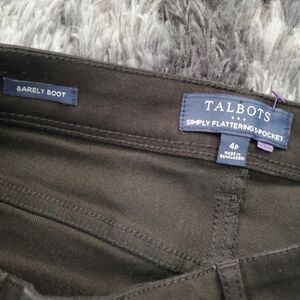 BARELY BOOT
TALBOTS
SIMPLY FLATTERING 5-POCKET
4P
MADE IN
BANGLADESH